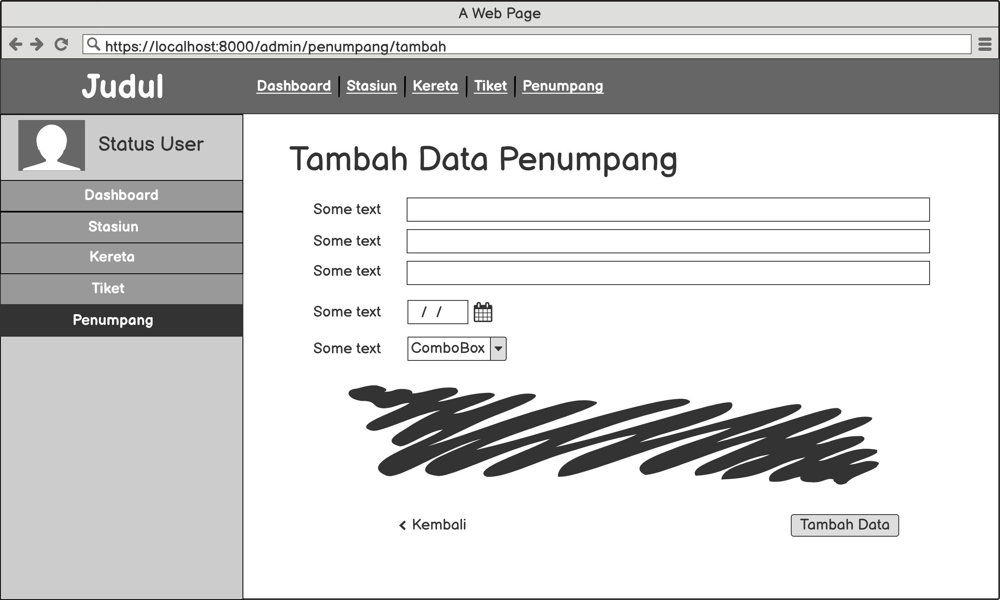 A Web Page
https://localhost:8000/admin/penumpang/tambah
Judul
Dashboard Stasiun Kereta Tiket Penumpang
Status User
Dashboard
Stasiun
Kereta
Tiket
Penumpang
Tambah Data Penumpang
Some text
Some text
Some text
Some text / /
Some text ComboBox
Kembali
Tambah Data